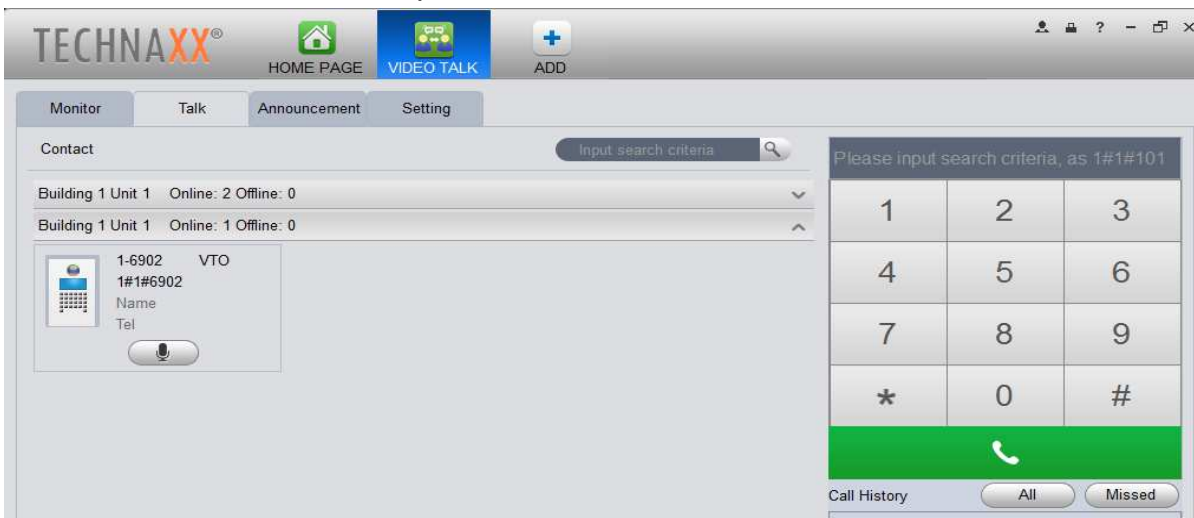 TECHNAXX®
HOME PAGE
VIDEO TALK
ADD
?
Monitor
Talk
Announcement
Setting
Contact
Input search criteria
Building 1 Unit 1 Online: 2 Offline: 0
Building 1 Unit 1 Online: 1 Offline: 0
1-6902 VTO
1#1#6902
Name
Tel
Please input search criteria, as 1#1#101
1 2 3
4 5 6
7 8 9
* 0 #
Call History All Missed